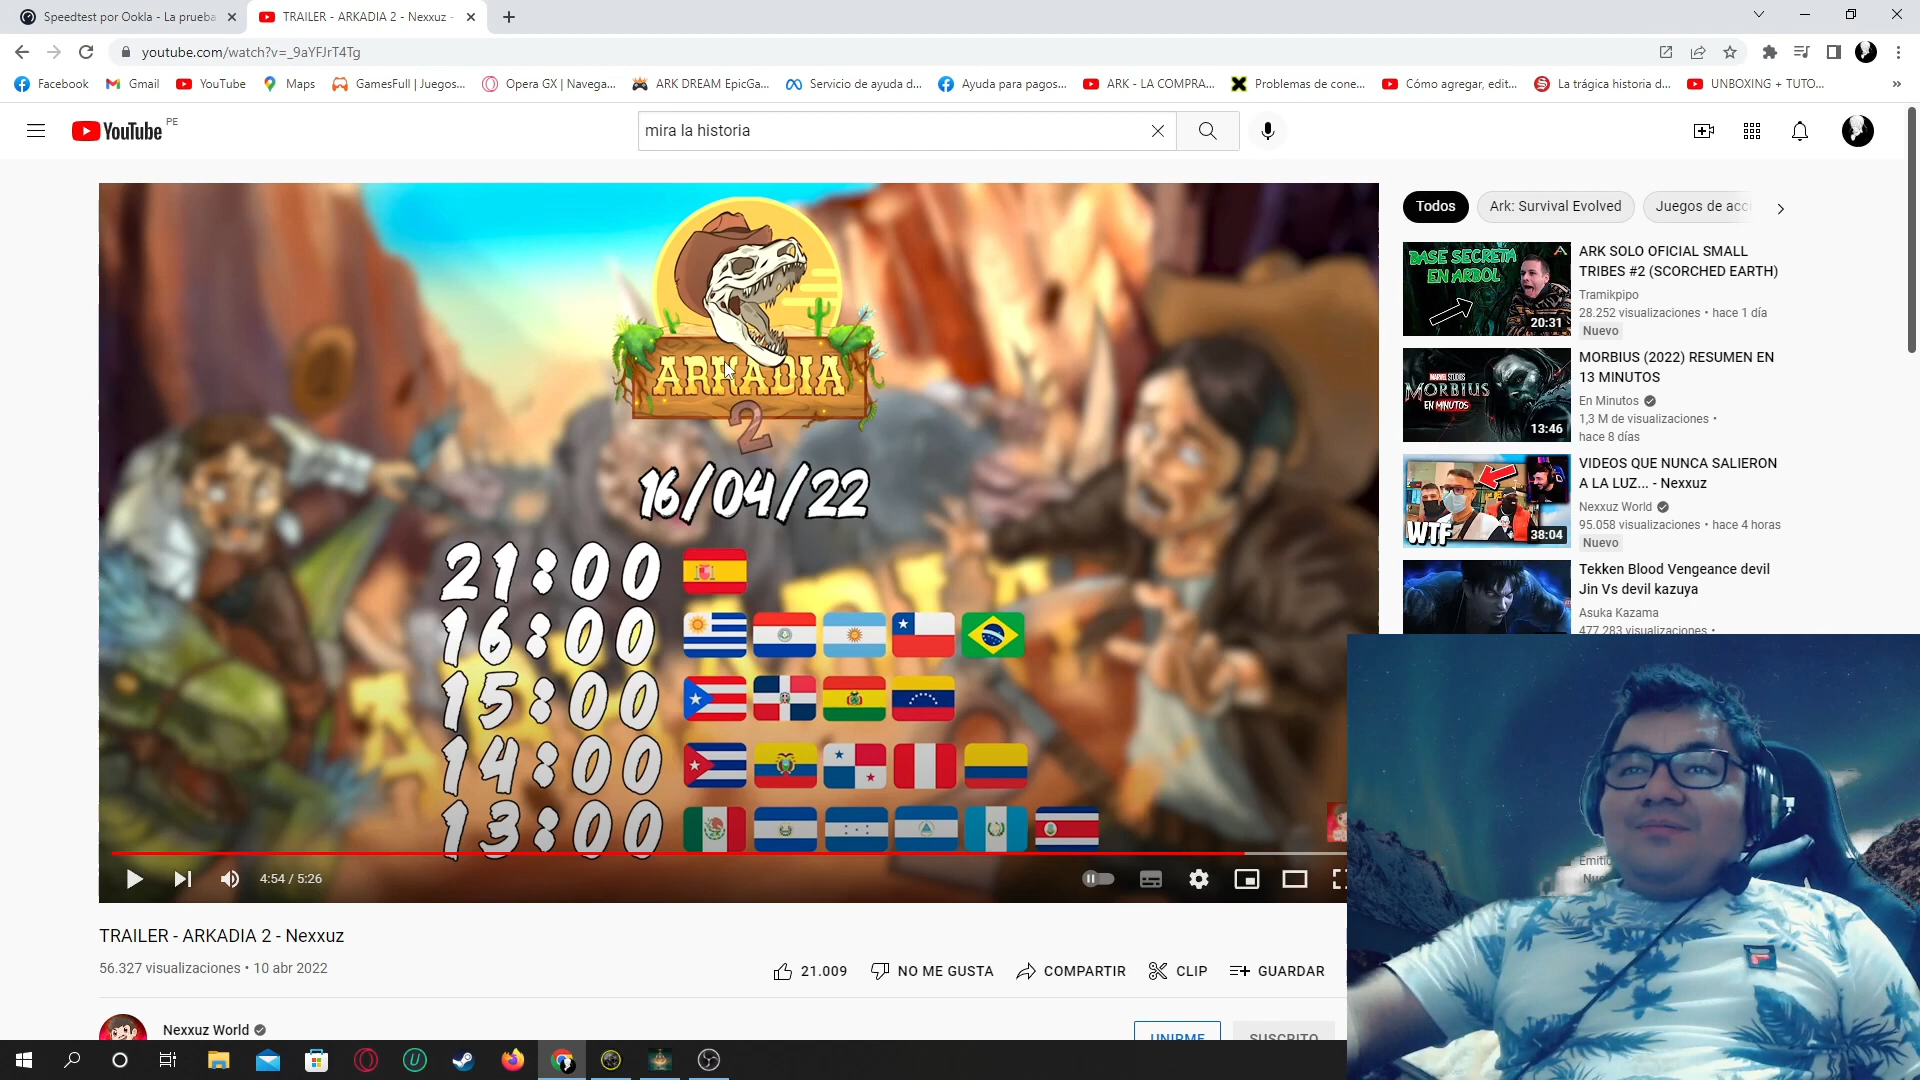 Speedtest por Ookla - La prueba
TRAILER - ARKADIA 2 - Nexxuz -
youtube.com/watch?v=_9aYFJrT4Tg
Facebook
Gmail
YouTube
Maps
GamesFull | Juegos...
Opera GX | Navega...
ARK DREAM EpicGa...
Servicio de ayuda d...
Ayuda para pagos...
ARK - LA COMPRA...
Problemas de cone...
Cómo agregar, edit...
La trágica historia d...
UNBOXING + TUTO...
YouTube PE
mira la historia
ARKADIA
2
16/04/22
21:00
16:00
15:00
14:00
13:00
4:54 / 5:26
TRAILER - ARKADIA 2 - Nexxuz
56.327 visualizaciones • 10 abr 2022
21.009
NO ME GUSTA
COMPARTIR
CLIP
GUARDAR
Nexxuz World
UNIRME
SUSCRITO
Todos
Ark: Survival Evolved
Juegos de acci
BASE SECRETA
EN ARBOL
20:31
ARK SOLO OFICIAL SMALL
TRIBES #2 (SCORCHED EARTH)
Tramikpipo
28.252 visualizaciones • hace 1 día
Nuevo
MARVEL STUDIOS
MORBIUS
EN MINUTOS
13:46
MORBIUS (2022) RESUMEN EN
13 MINUTOS
En Minutos
1,3 M de visualizaciones •
hace 8 días
WTF
38:04
VIDEOS QUE NUNCA SALIERON
A LA LUZ... - Nexxuz
Nexxuz World
95.058 visualizaciones • hace 4 horas
Nuevo
Tekken Blood Vengeance devil
Jin Vs devil kazuya
Asuka Kazama
477.283 visualizaciones •